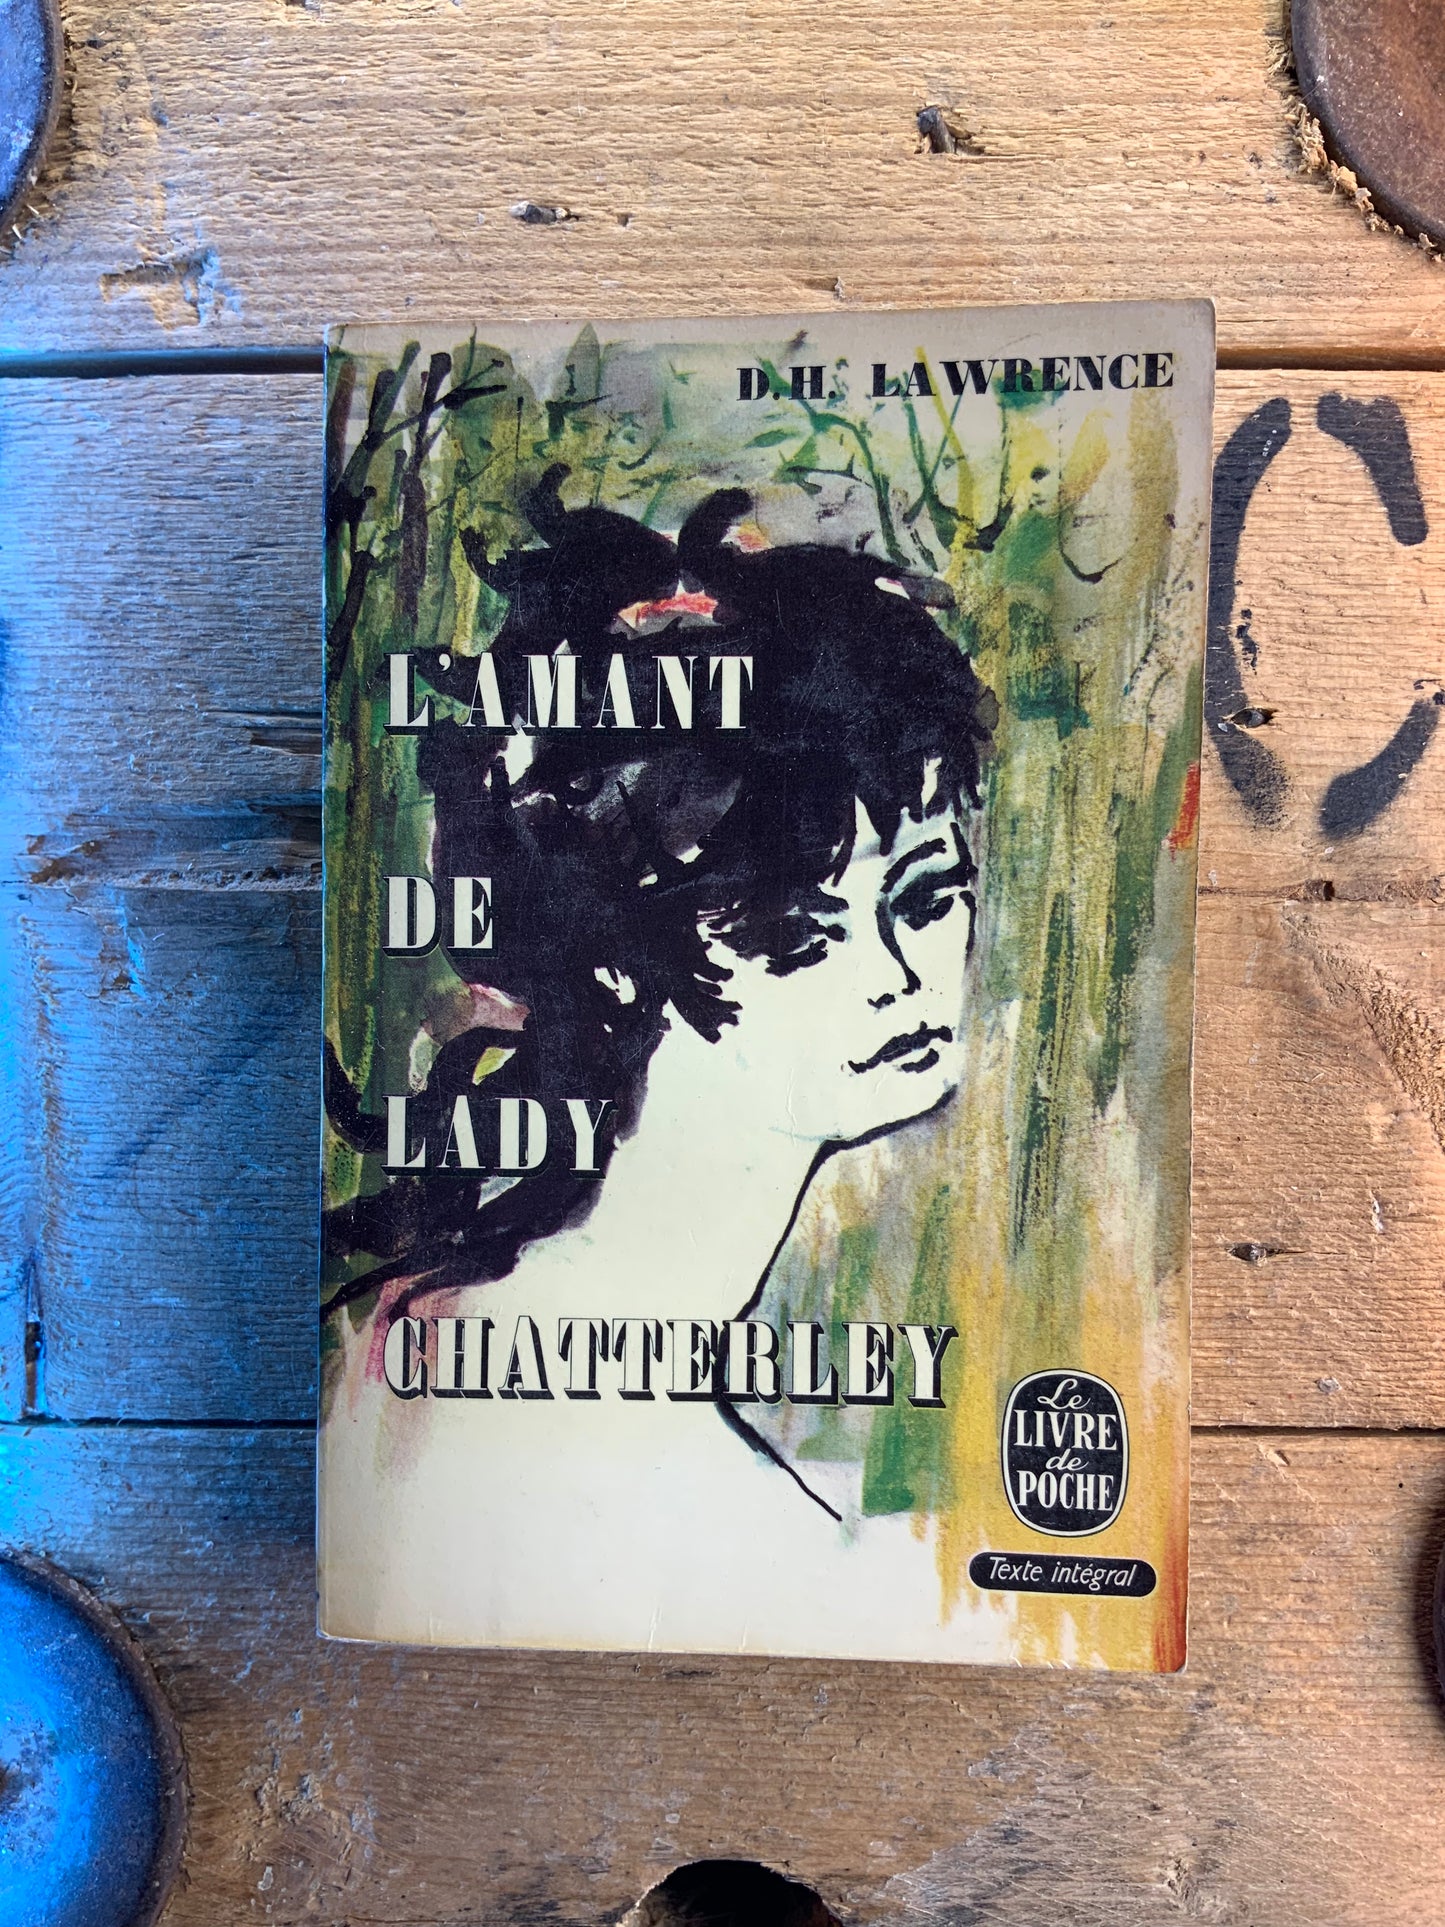 D.H. LAWRENCE
L'AMANT
DE
LADY
CHATTERLEY
Le
LIVRE
de
POCHE
Texte intégral
C